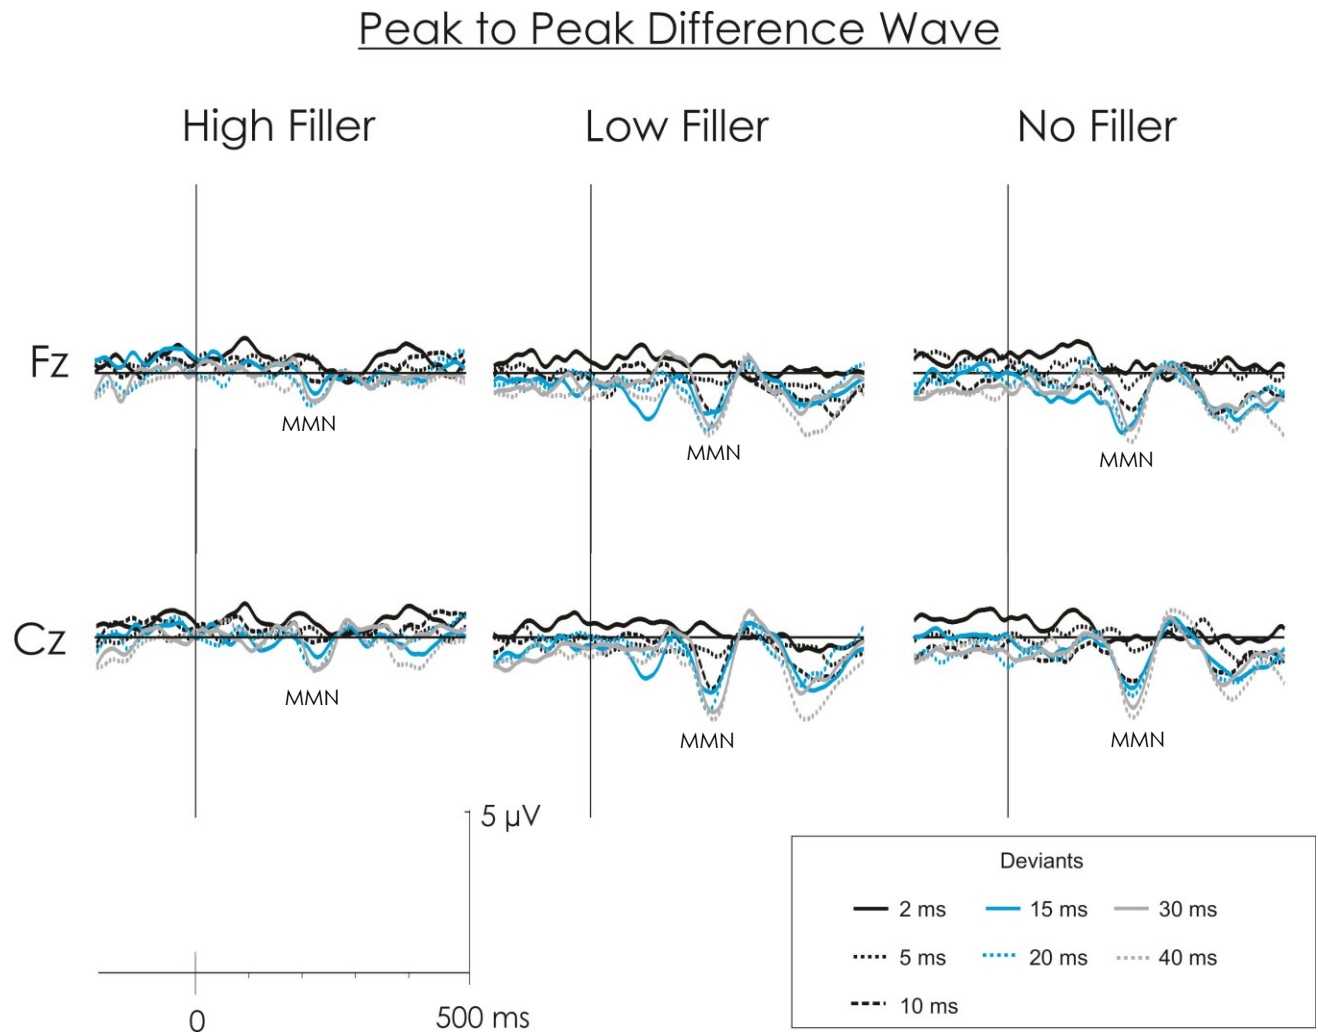 Peak to Peak Difference Wave
High Filler
Low Filler
No Filler
Fz
MMN
MMN
MMN
Cz
MMN
MMN
MMN
5 µV
0
500 ms
Deviants
2 ms
15 ms
30 ms
5 ms
20 ms
40 ms
10 ms